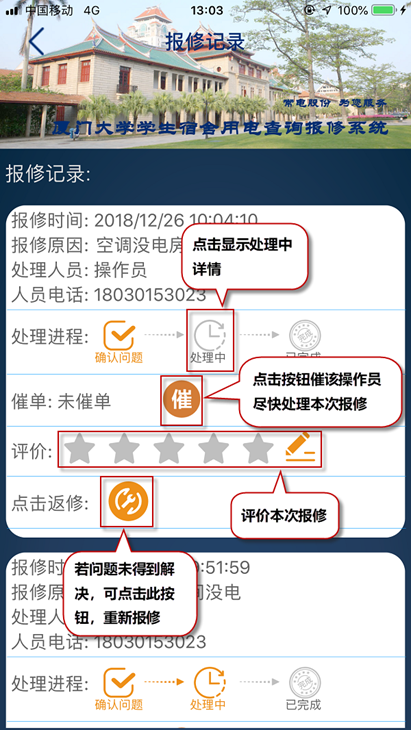 中国移动 4G 13:03 100%
报修记录
常电股份 为您服务
厦门大学学生宿舍用电查询报修系统
报修记录:
报修时间: 2018/12/26 10:04:10
报修原因: 空调没电房
点击显示处理中
详情
处理人员: 操作员
人员电话: 18030153023
处理进程:
确认问题 处理中 已完成
点击按钮催该操作员
尽快处理本次报修
催单: 未催单 催
评价:
评价本次报修
点击返修:
若问题未得到解
决，可点击此按
钮，重新报修
报修时 :51:59
报修原 间没电
处理人
人员电话: 18030153023
处理进程:
确认问题 处理中 已完成